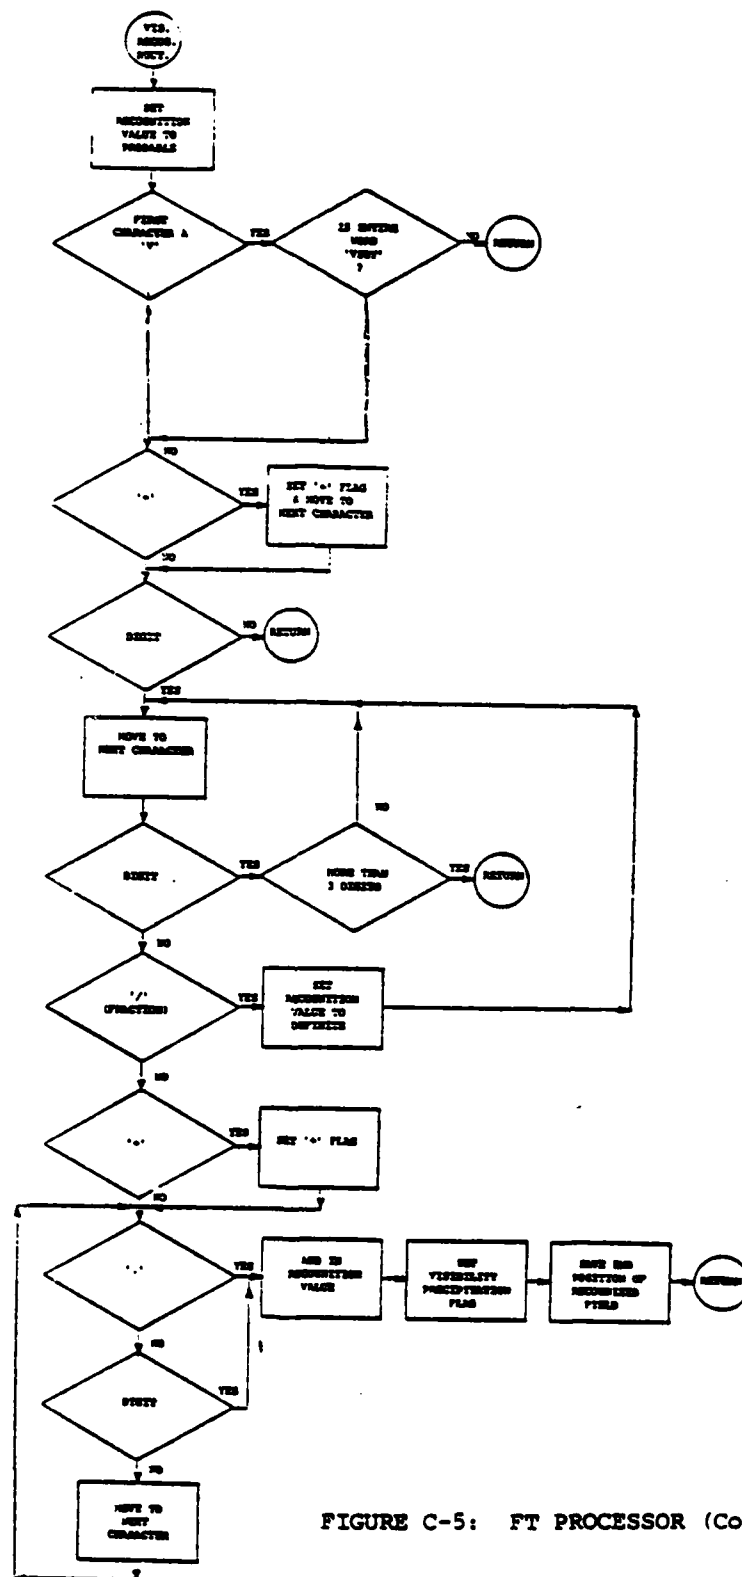 VIS.
RECOG.
SET
RECOGNITION
VALUE TO
PROBABLE
FIRST
CHARACTER A
'V'
YES
IS ENTIRE
WORD
?
NO
RETURN
NO
YES
SET FLAG
& MOVE TO
NEXT CHARACTER
NO
DIGIT
NO
RETURN
YES
MOVE TO
NEXT CHARACTER
NO
DIGIT
YES
MORE THAN
DIGITS
YES
RETURN
NO
'/'
(FRACTION)
YES
SET
RECOGNITION
VALUE TO
DEFINITE
NO
YES
SET '+' FLAG
NO
YES
ADD IN
RECOGNITION
VALUE
SET
VISIBILITY
PRECIPITATION
FLAG
SAVE END
POSITION OF
RECOGNIZED
FIELD
RETURN
NO
DIGIT
YES
NO
MOVE TO
NEXT
CHARACTER
FIGURE C-5: FT PROCESSOR (Co